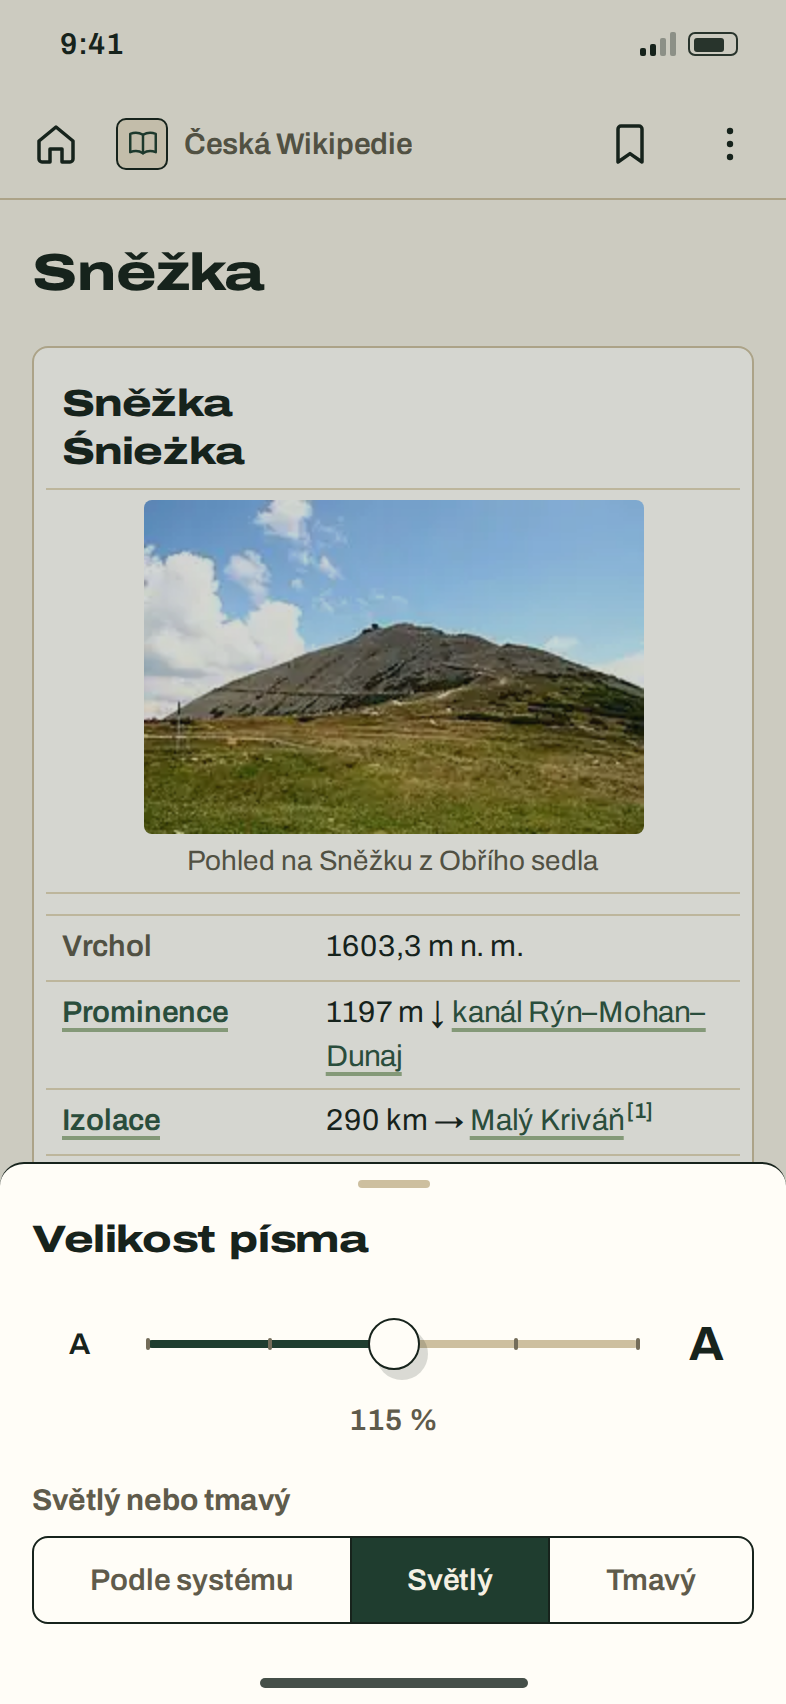 9:41
Česká Wikipedie
Sněžka
Sněžka
Śnieżka
Pohled na Sněžku z Obřího sedla
Vrchol 1603,3 m n. m.
Prominence 1197 m ↓ kanál Rýn–Mohan–
Dunaj
Izolace 290 km → Malý Kriváň[1]
Velikost písma
A A
115 %
Světlý nebo tmavý
Podle systému Světlý Tmavý